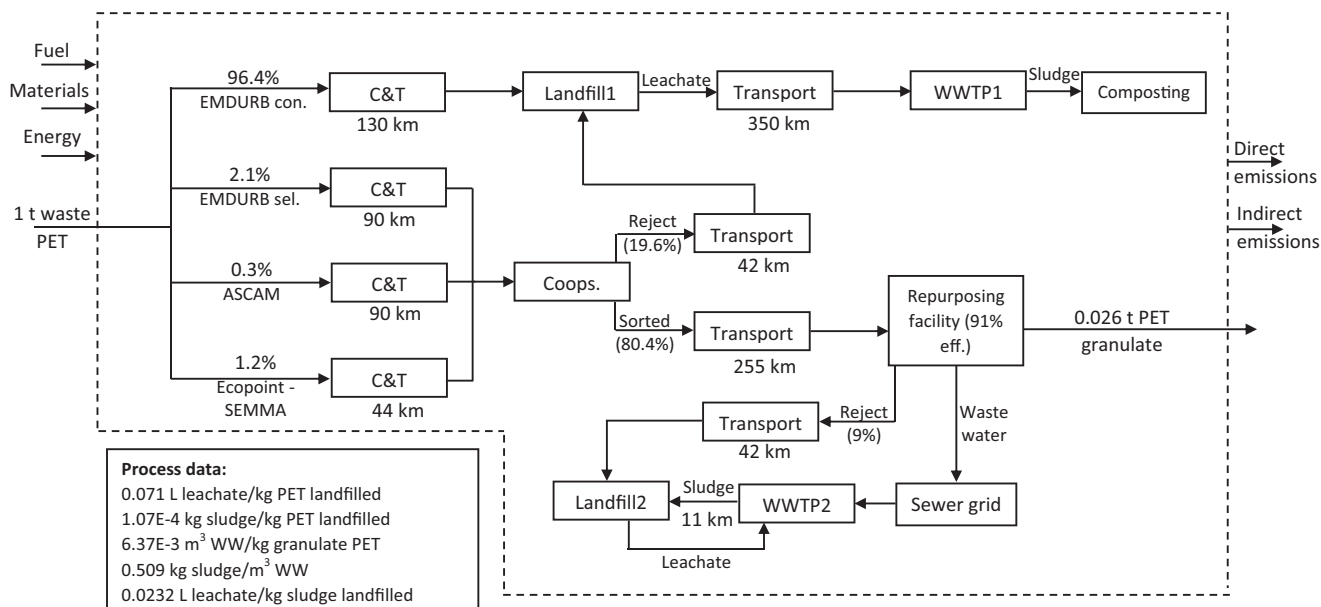 Fuel
Materials
Energy
1 t waste
PET
96.4%
EMDURB con.
C&T
130 km
Landfill1
Leachate
Transport
350 km
WWTP1
Sludge
Composting
2.1%
EMDURB sel.
C&T
90 km
0.3%
ASCAM
C&T
90 km
1.2%
Ecopoint -
SEMMA
C&T
44 km
Coops.
Reject
(19.6%)
Transport
42 km
Sorted
(80.4%)
Transport
255 km
Repurposing
facility (91%
eff.)
0.026 t PET
granulate
Direct
emissions
Indirect
emissions
Reject
(9%)
Transport
42 km
Waste
water
Sewer grid
WWTP2
Sludge
11 km
Landfill2
Leachate
Process data:
0.071 L leachate/kg PET landfilled
1.07E-4 kg sludge/kg PET landfilled
6.37E-3 m³ WW/kg granulate PET
0.509 kg sludge/m³ WW
0.0232 L leachate/kg sludge landfilled